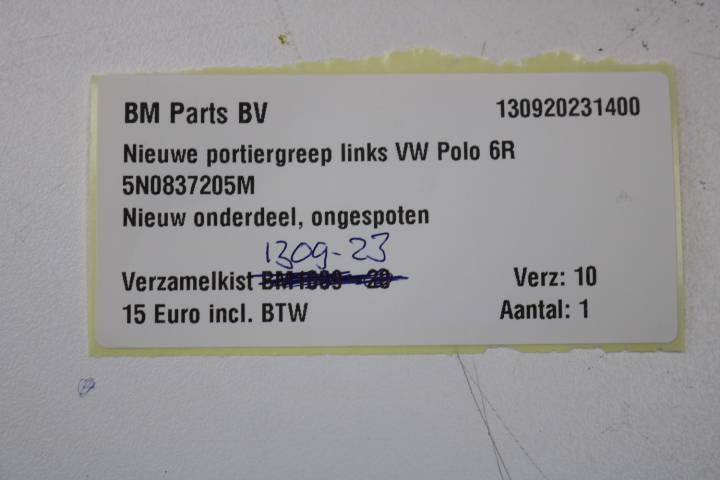 BM Parts BV 130920231400
Nieuwe portiergreep links VW Polo 6R
5N0837205M
Nieuw onderdeel, ongespoten
1309-23
Verzamelkist Verz: 10
15 Euro incl. BTW Aantal: 1